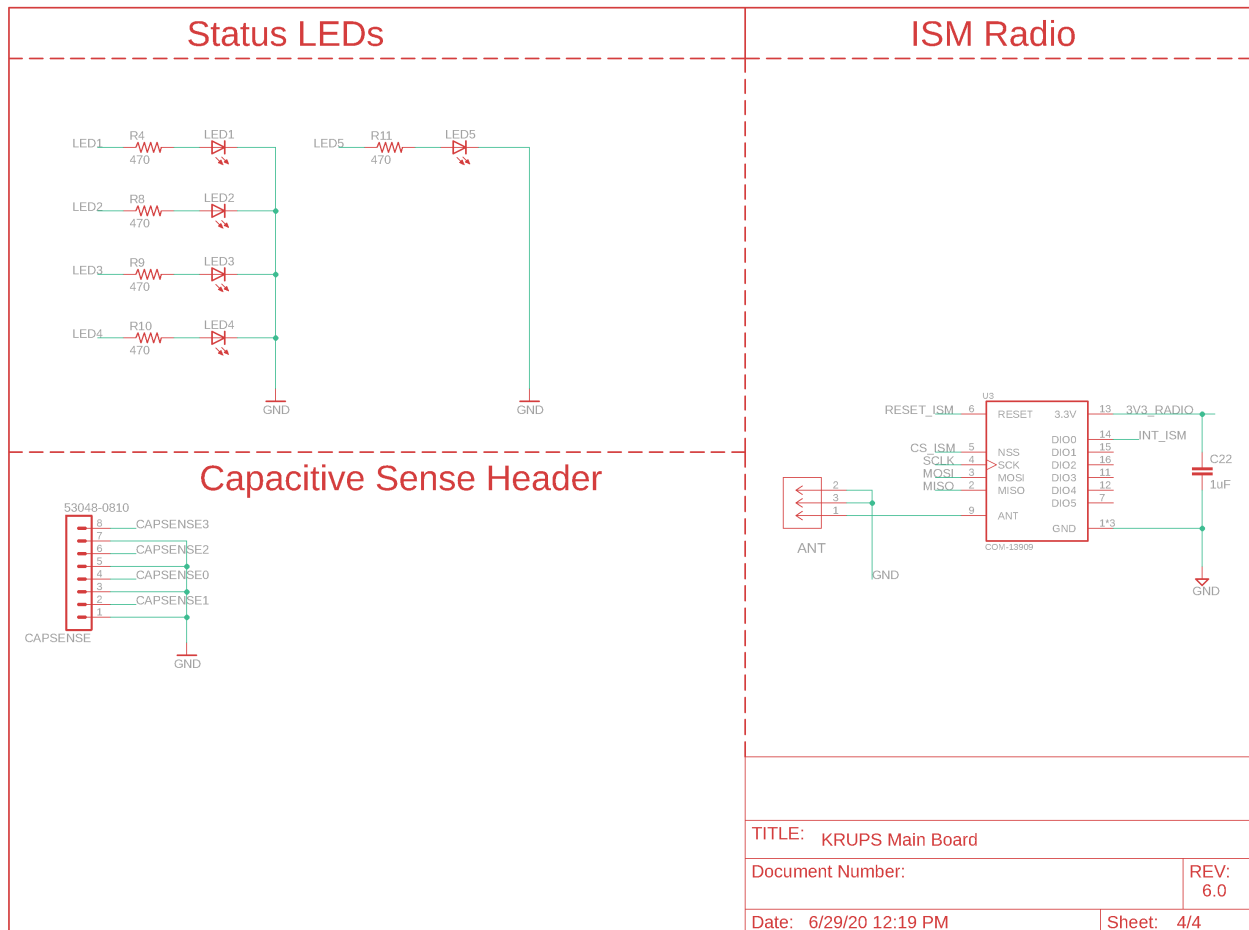 Status LEDs
ISM Radio
LED1 R4 470 LED1
LED5 R11 470 LED5
LED2 R8 470 LED2
LED3 R9 470 LED3
LED4 R10 470 LED4
GND
GND
Capacitive Sense Header
53048-0810
8 CAPSENSE3
7
6 CAPSENSE2
5
4 CAPSENSE0
3
2 CAPSENSE1
1
CAPSENSE
GND
U3
RESET_ISM 6 RESET 3.3V 13 3V3_RADIO
DIO0 14 INT_ISM
CS_ISM 5 NSS DIO1 15
SCLK 4 SCK DIO2 16
MOSI 3 MOSI DIO3 11
MISO 2 MISO DIO4 12
DIO5 7
9 ANT
GND 1*3
COM-13909
C22
1uF
GND
2
3
1
ANT
GND
TITLE: KRUPS Main Board
Document Number:
REV:
6.0
Date: 6/29/20 12:19 PM
Sheet: 4/4